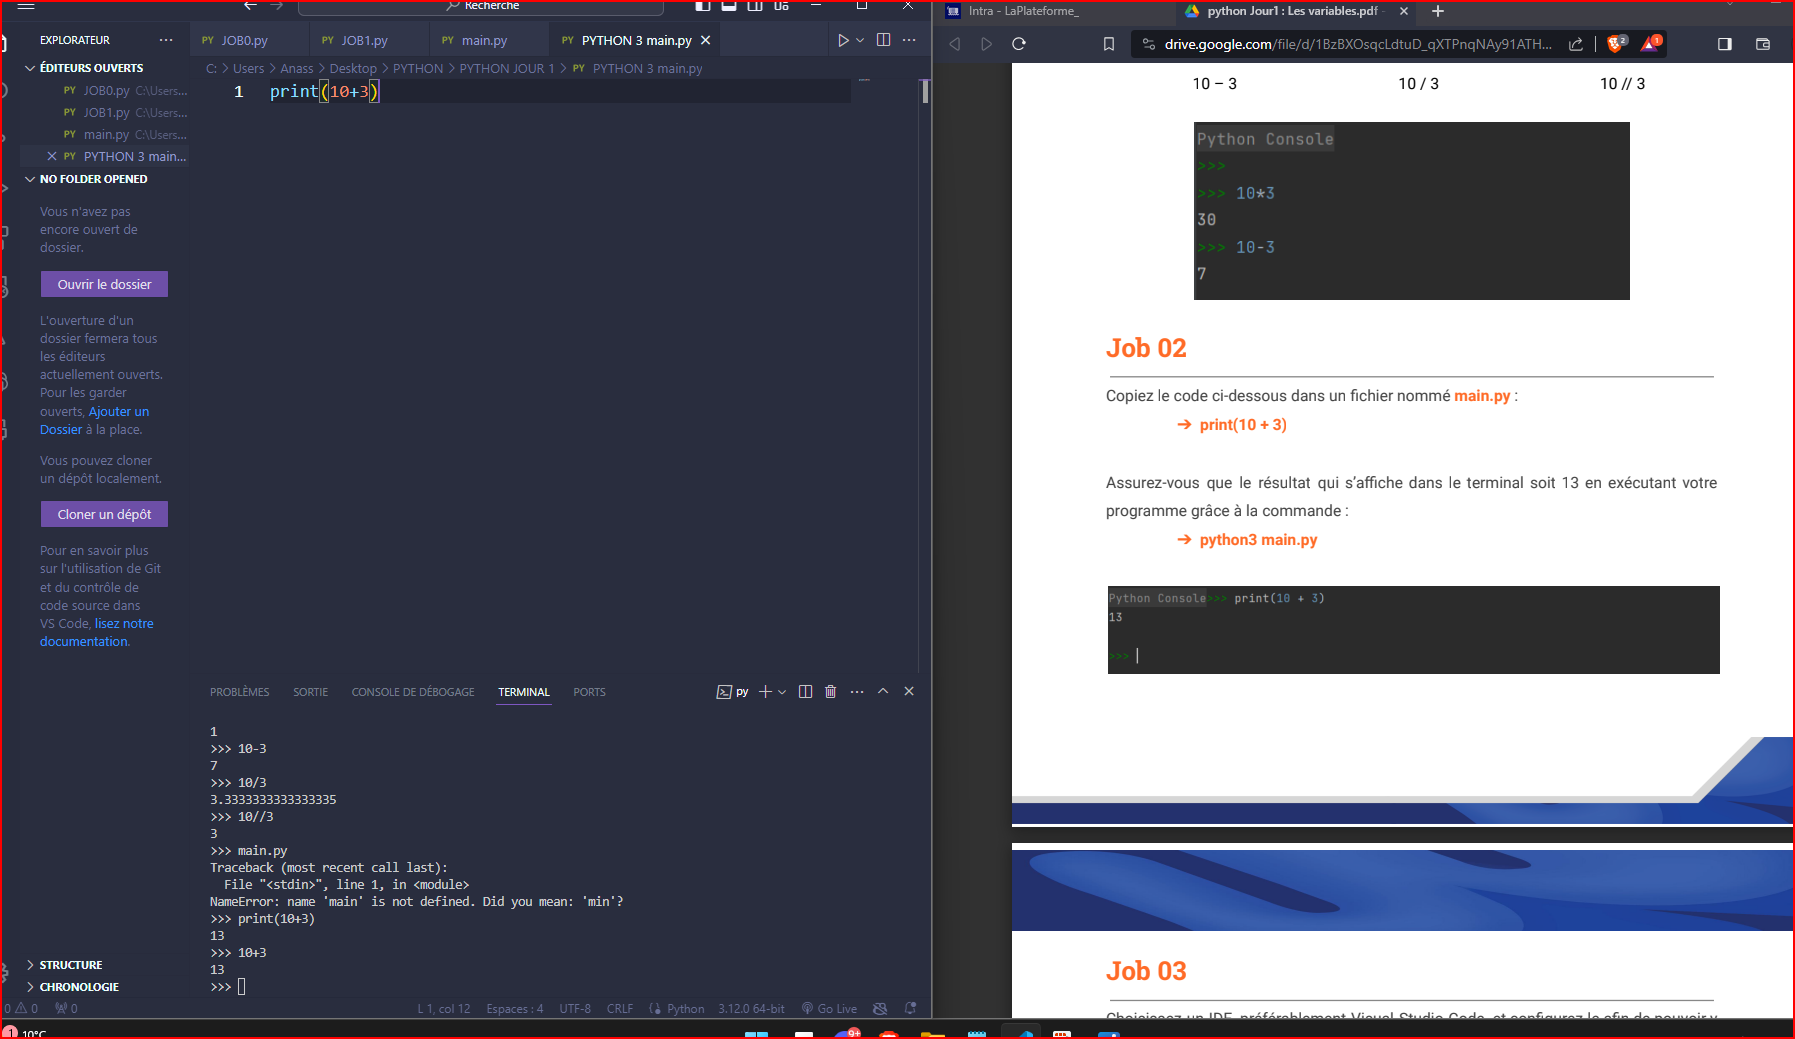 Recherche
EXPLORATEUR
JOB0.py
JOB1.py
main.py
PYTHON 3 main.py
ÉDITEURS OUVERTS
C: > Users > Anass > Desktop > PYTHON > PYTHON JOUR 1 > PY PYTHON 3 main.py
PY JOB0.py C:\Users...
PY JOB1.py C:\Users...
PY main.py C:\Users...
PY PYTHON 3 main...
1 print(10+3)
NO FOLDER OPENED
Vous n'avez pas
encore ouvert de
dossier.
Ouvrir le dossier
L'ouverture d'un
dossier fermera tous
les éditeurs
actuellement ouverts.
Pour les garder
ouverts, Ajouter un
Dossier à la place.
Vous pouvez cloner
un dépôt localement.
Cloner un dépôt
Pour en savoir plus
sur l'utilisation de Git
et du contrôle de
code source dans
VS Code, lisez notre
documentation.
PROBLÈMES SORTIE CONSOLE DE DÉBOGAGE TERMINAL PORTS
py
1
>>> 10-3
7
>>> 10/3
3.3333333333333335
>>> 10//3
3
>>> main.py
Traceback (most recent call last):
File "<stdin>", line 1, in <module>
NameError: name 'main' is not defined. Did you mean: 'min'?
>>> print(10+3)
13
>>> 10+3
13
>>>
STRUCTURE
CHRONOLOGIE
0 0 0 L 1, col 12 Espaces : 4 UTF-8 CRLF Python 3.12.0 64-bit Go Live
1 10°C
9+
Intra - LaPlateforme_
python Jour1 : Les variables.pdf
drive.google.com/file/d/1BzBXOsqcLdtuD_qXTPnqNAy91ATH...
2
1
10 – 3 10 / 3 10 // 3
Python Console
>>>
>>> 10*3
30
>>> 10-3
7
Job 02
Copiez le code ci-dessous dans un fichier nommé main.py :
➔ print(10 + 3)
Assurez-vous que le résultat qui s'affiche dans le terminal soit 13 en exécutant votre
programme grâce à la commande :
➔ python3 main.py
Python Console>>> print(10 + 3)
13
>>>
Job 03
Choisissez un IDE, préférablement Visual Studio Code, et configurez le afin de pouvoir y